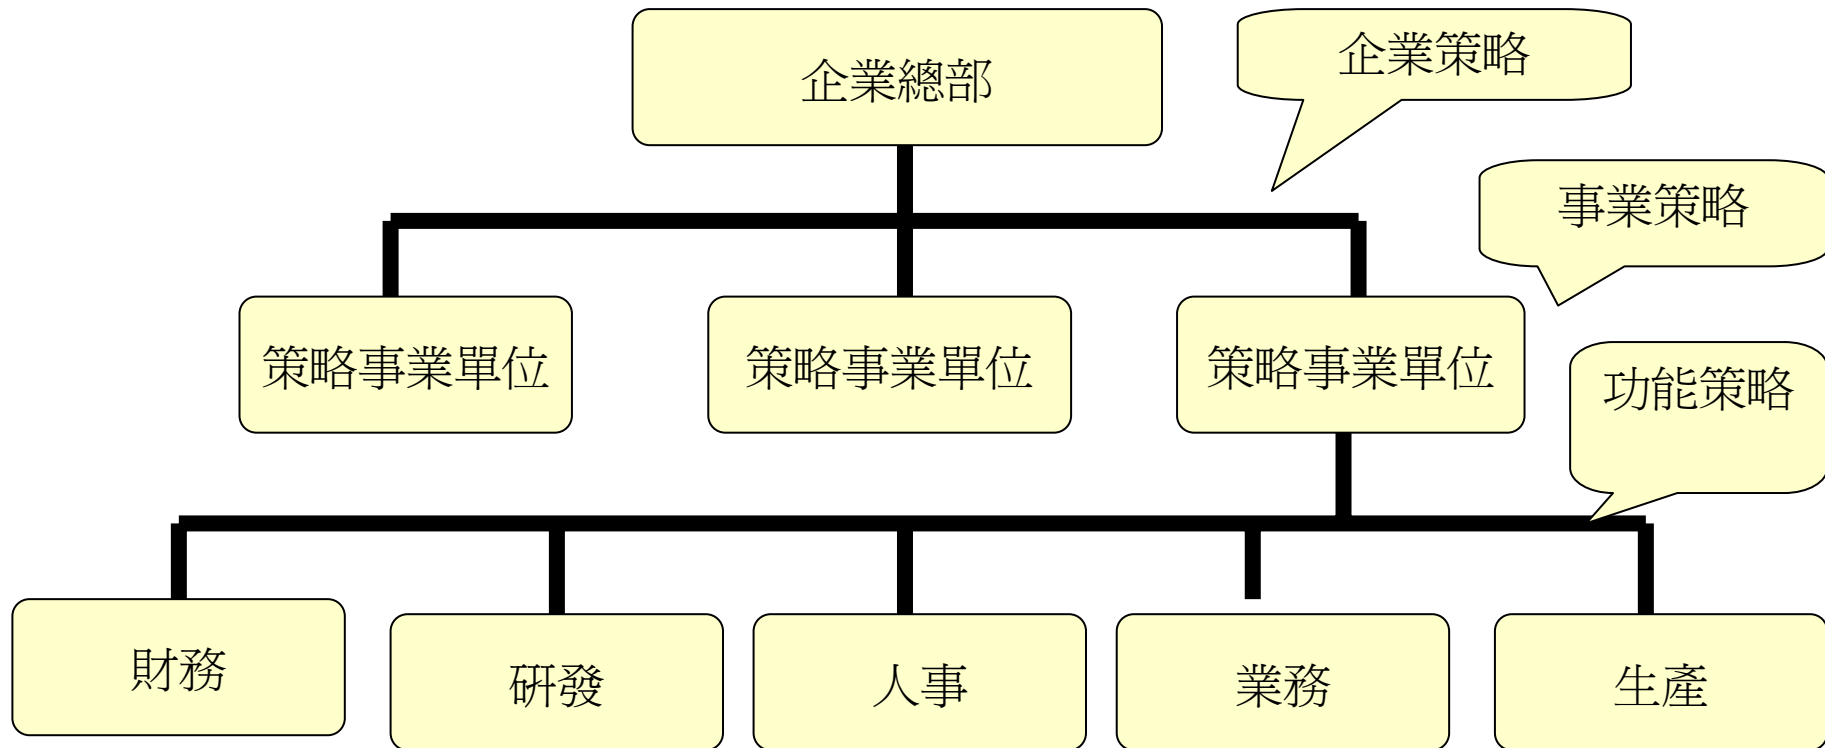 企業總部
企業策略
事業策略
策略事業單位
策略事業單位
策略事業單位
功能策略
財務
研發
人事
業務
生產